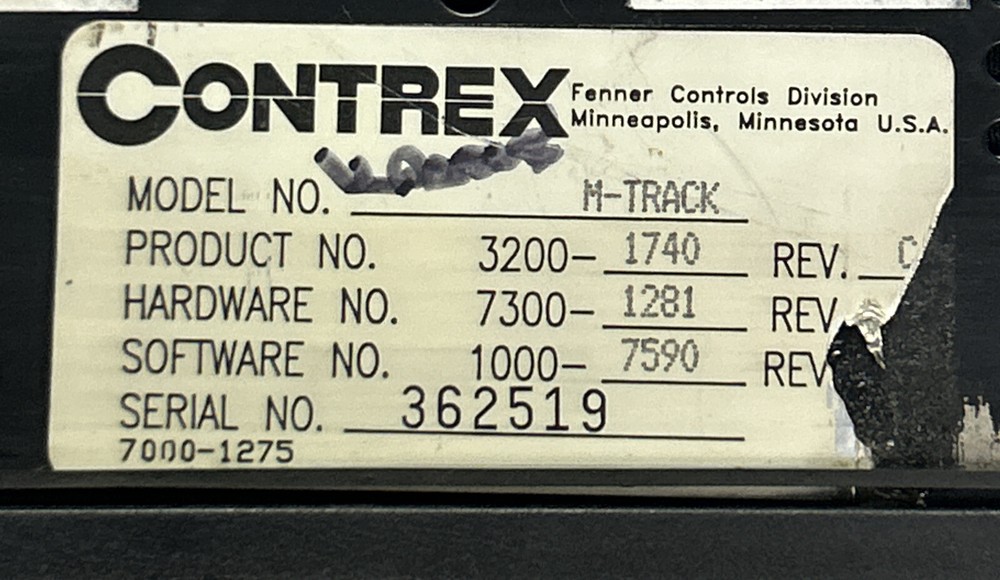 CONTREX Fenner Controls Division
Minneapolis, Minnesota U.S.A.
MODEL NO. M-TRACK
PRODUCT NO. 3200-1740 REV. C
HARDWARE NO. 7300-1281 REV
SOFTWARE NO. 1000-7590 REV
SERIAL NO. 362519
7000-1275